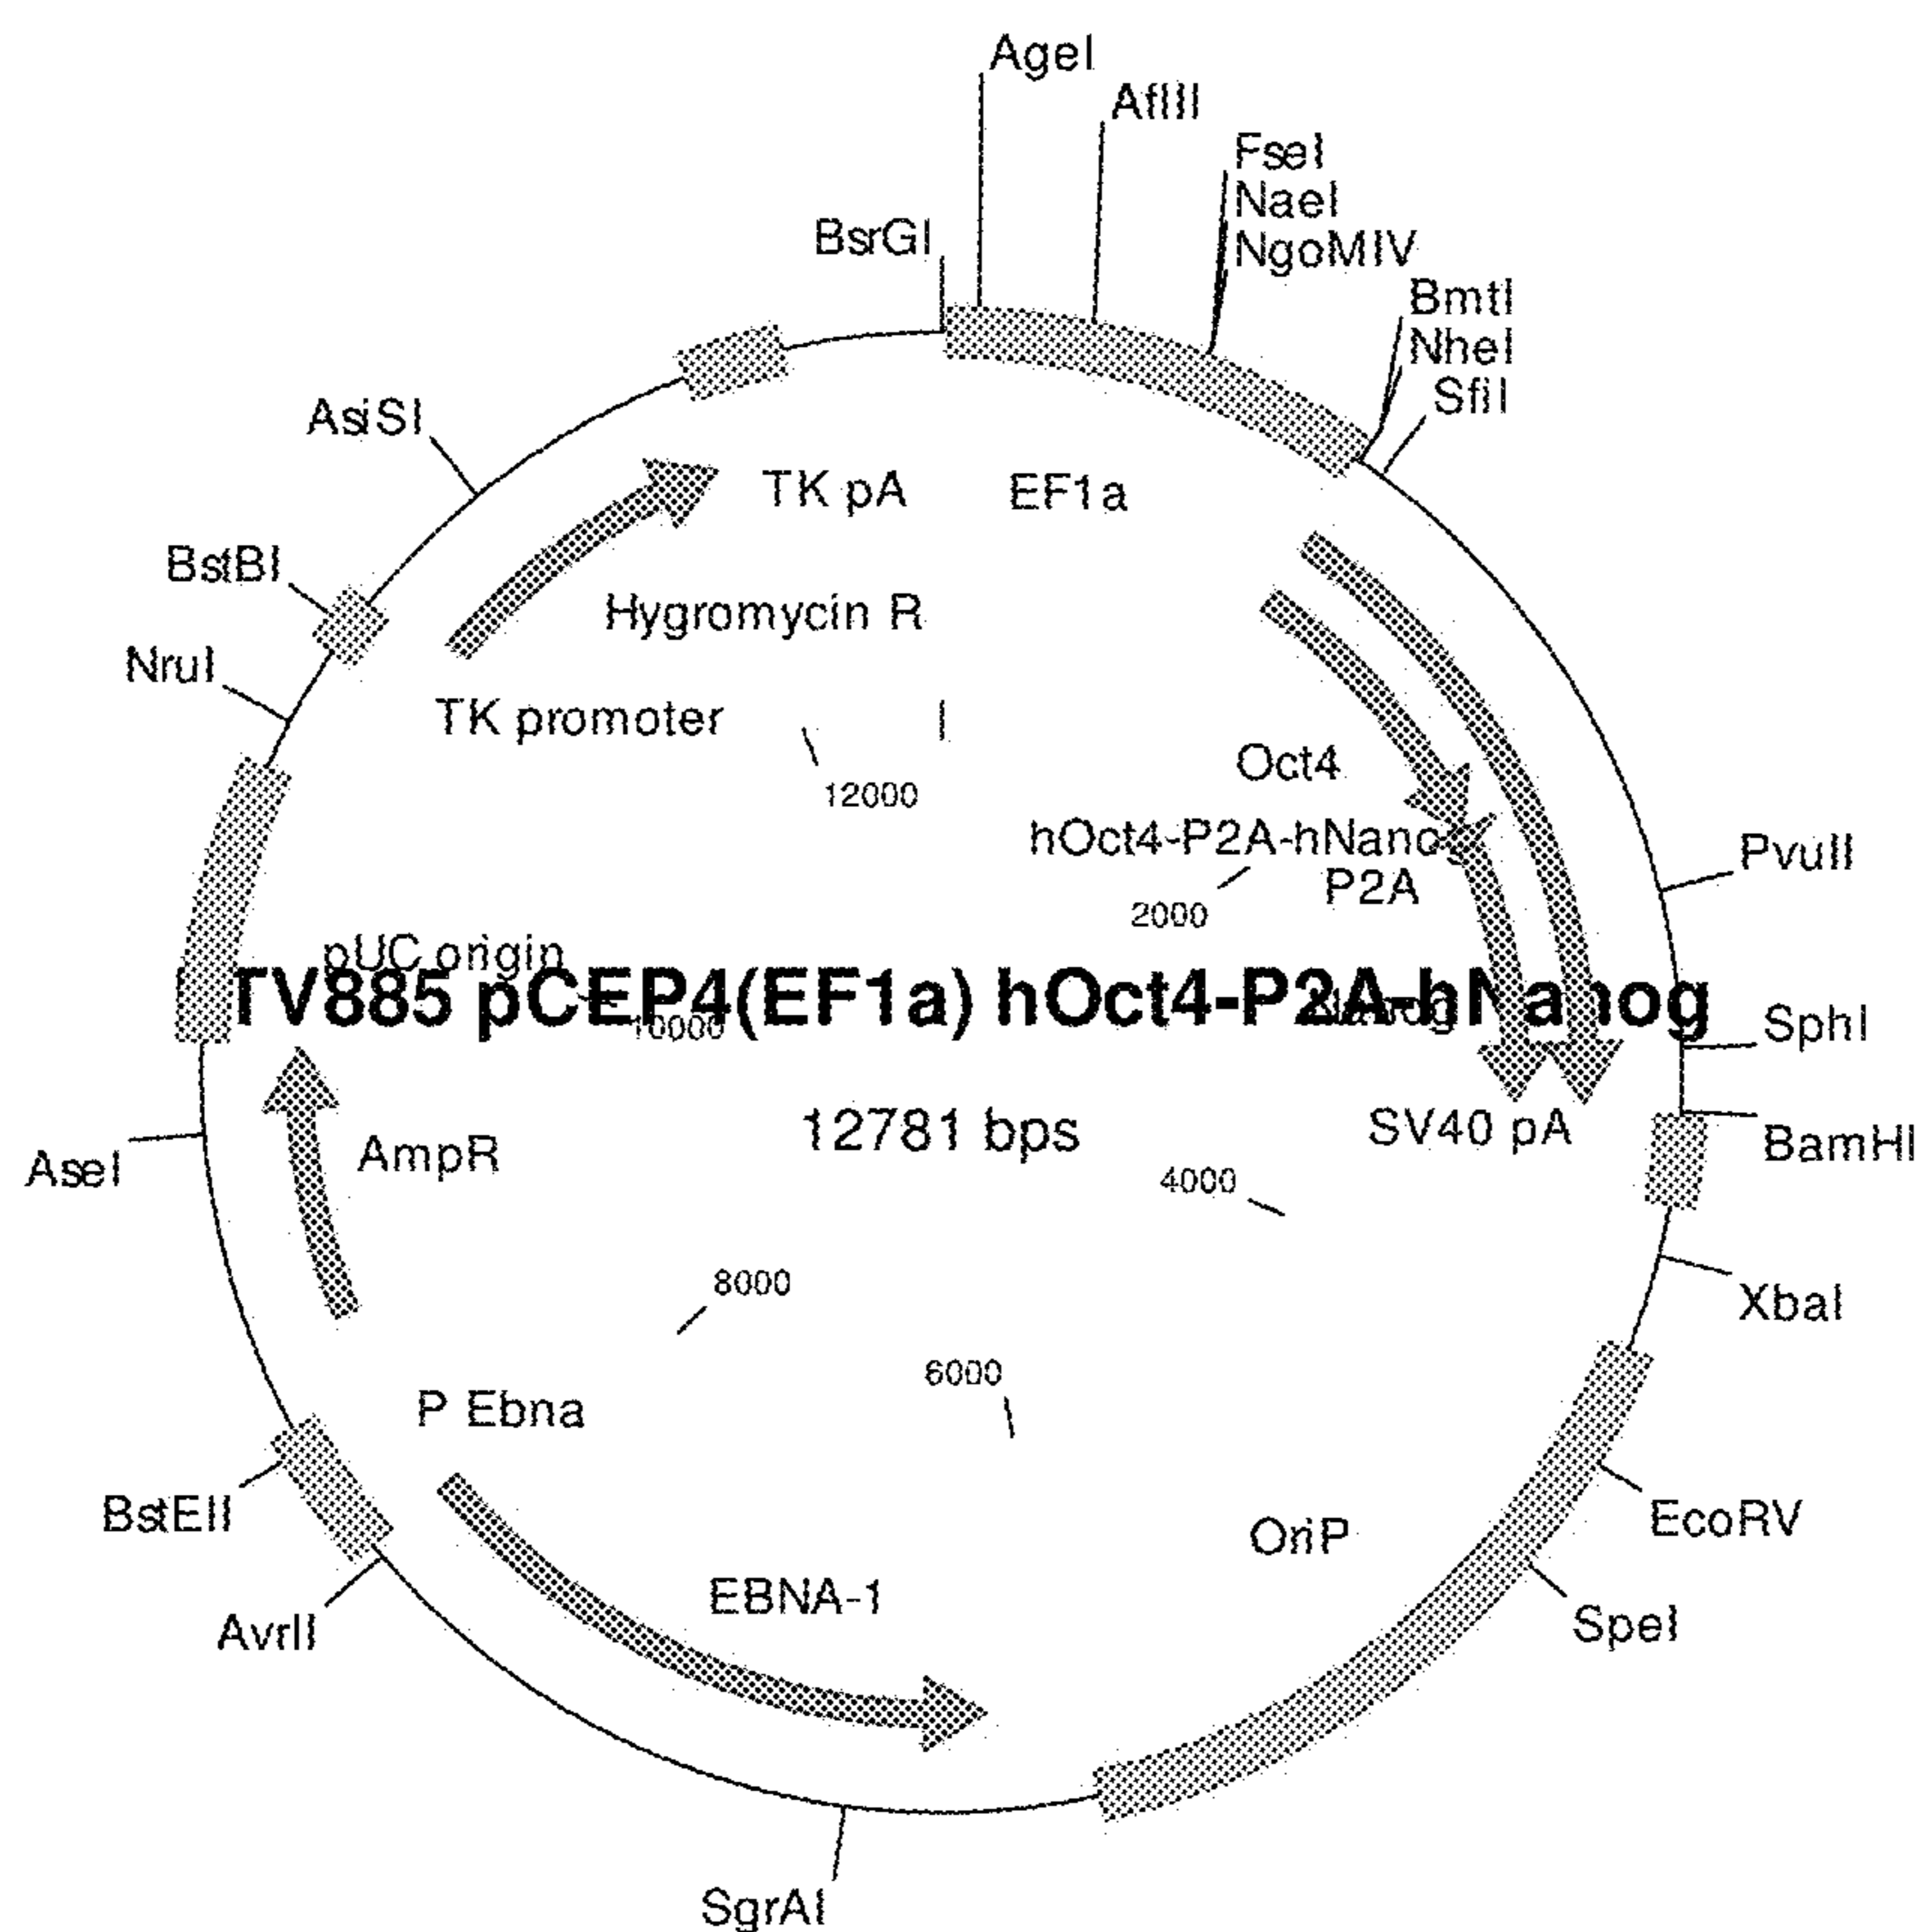 AgeI
AflII
FseI
NaeI
NgoMIV
BsrGI
BmtI
NheI
SfiI
AsiSI
TK pA
EF1a
BstBI
Hygromycin R
NruI
TK promoter
Oct4
12000
hOct4-P2A-hNanog
PvuII
P2A
2000
pUC origin
TV885 pCEP4(EF1a) hOct4-P2A-hNanog
Nanog
10000
SphI
12781 bps
SV40 pA
BamHI
AmpR
AseI
4000
8000
XbaI
6000
P Ebna
BstEII
EcoRV
OriP
EBNA-1
AvrII
SpeI
SgrAI